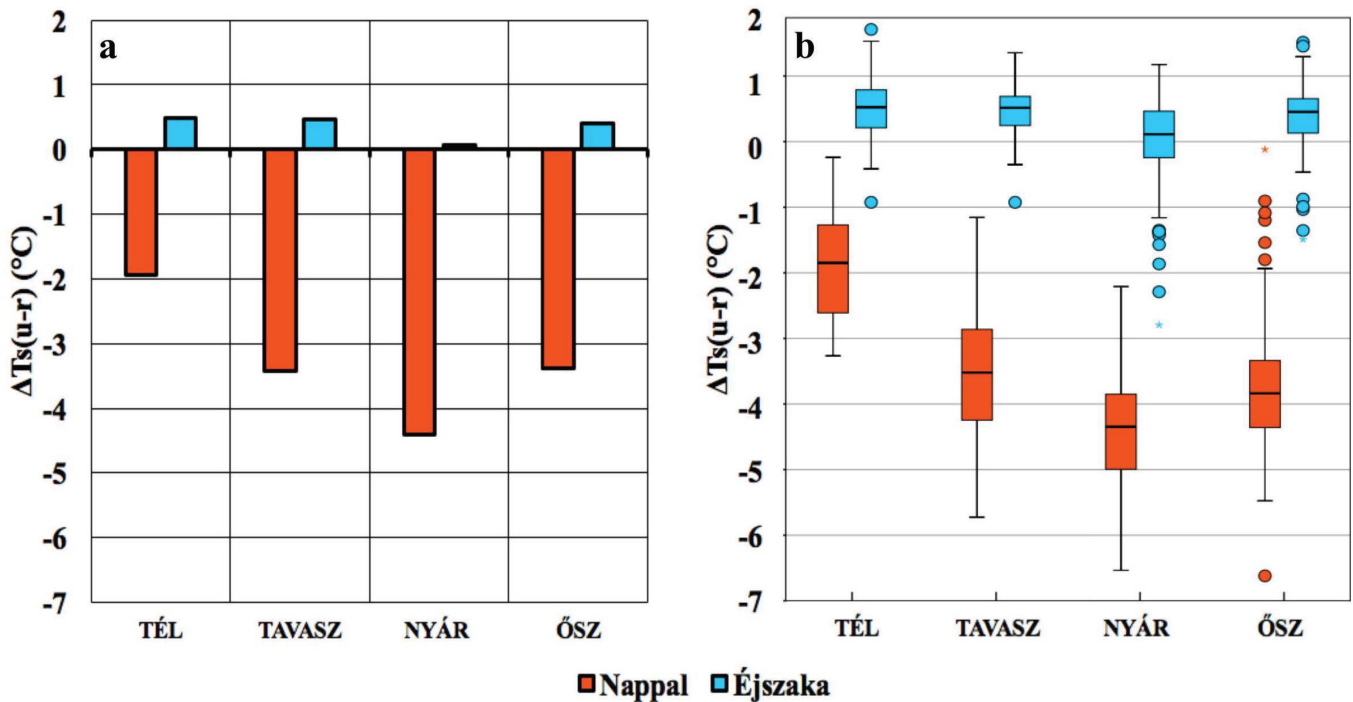 a
ΔTs(u-r) (°C)
2
1
0
-1
-2
-3
-4
-5
-6
-7
TÉL TAVASZ NYÁR ŐSZ
b
ΔTs(u-r) (°C)
2
1
0
-1
-2
-3
-4
-5
-6
-7
TÉL TAVASZ NYÁR ŐSZ
Nappal Éjszaka